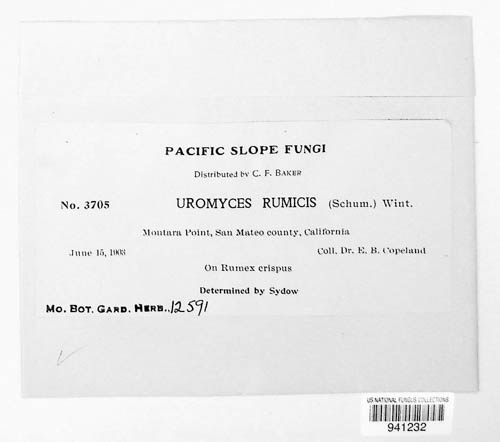 PACIFIC SLOPE FUNGI
Distributed by C. F. BAKER
No. 3705 UROMYCES RUMICIS (Schum.) Wint.
Montara Point, San Mateo county, California
June 15, 1903 Coll. Dr. E. B. Copeland
On Rumex crispus
Determined by Sydow
MO. BOT. GARD. HERB., 12591
US NATIONAL FUNGUS COLLECTIONS
941232